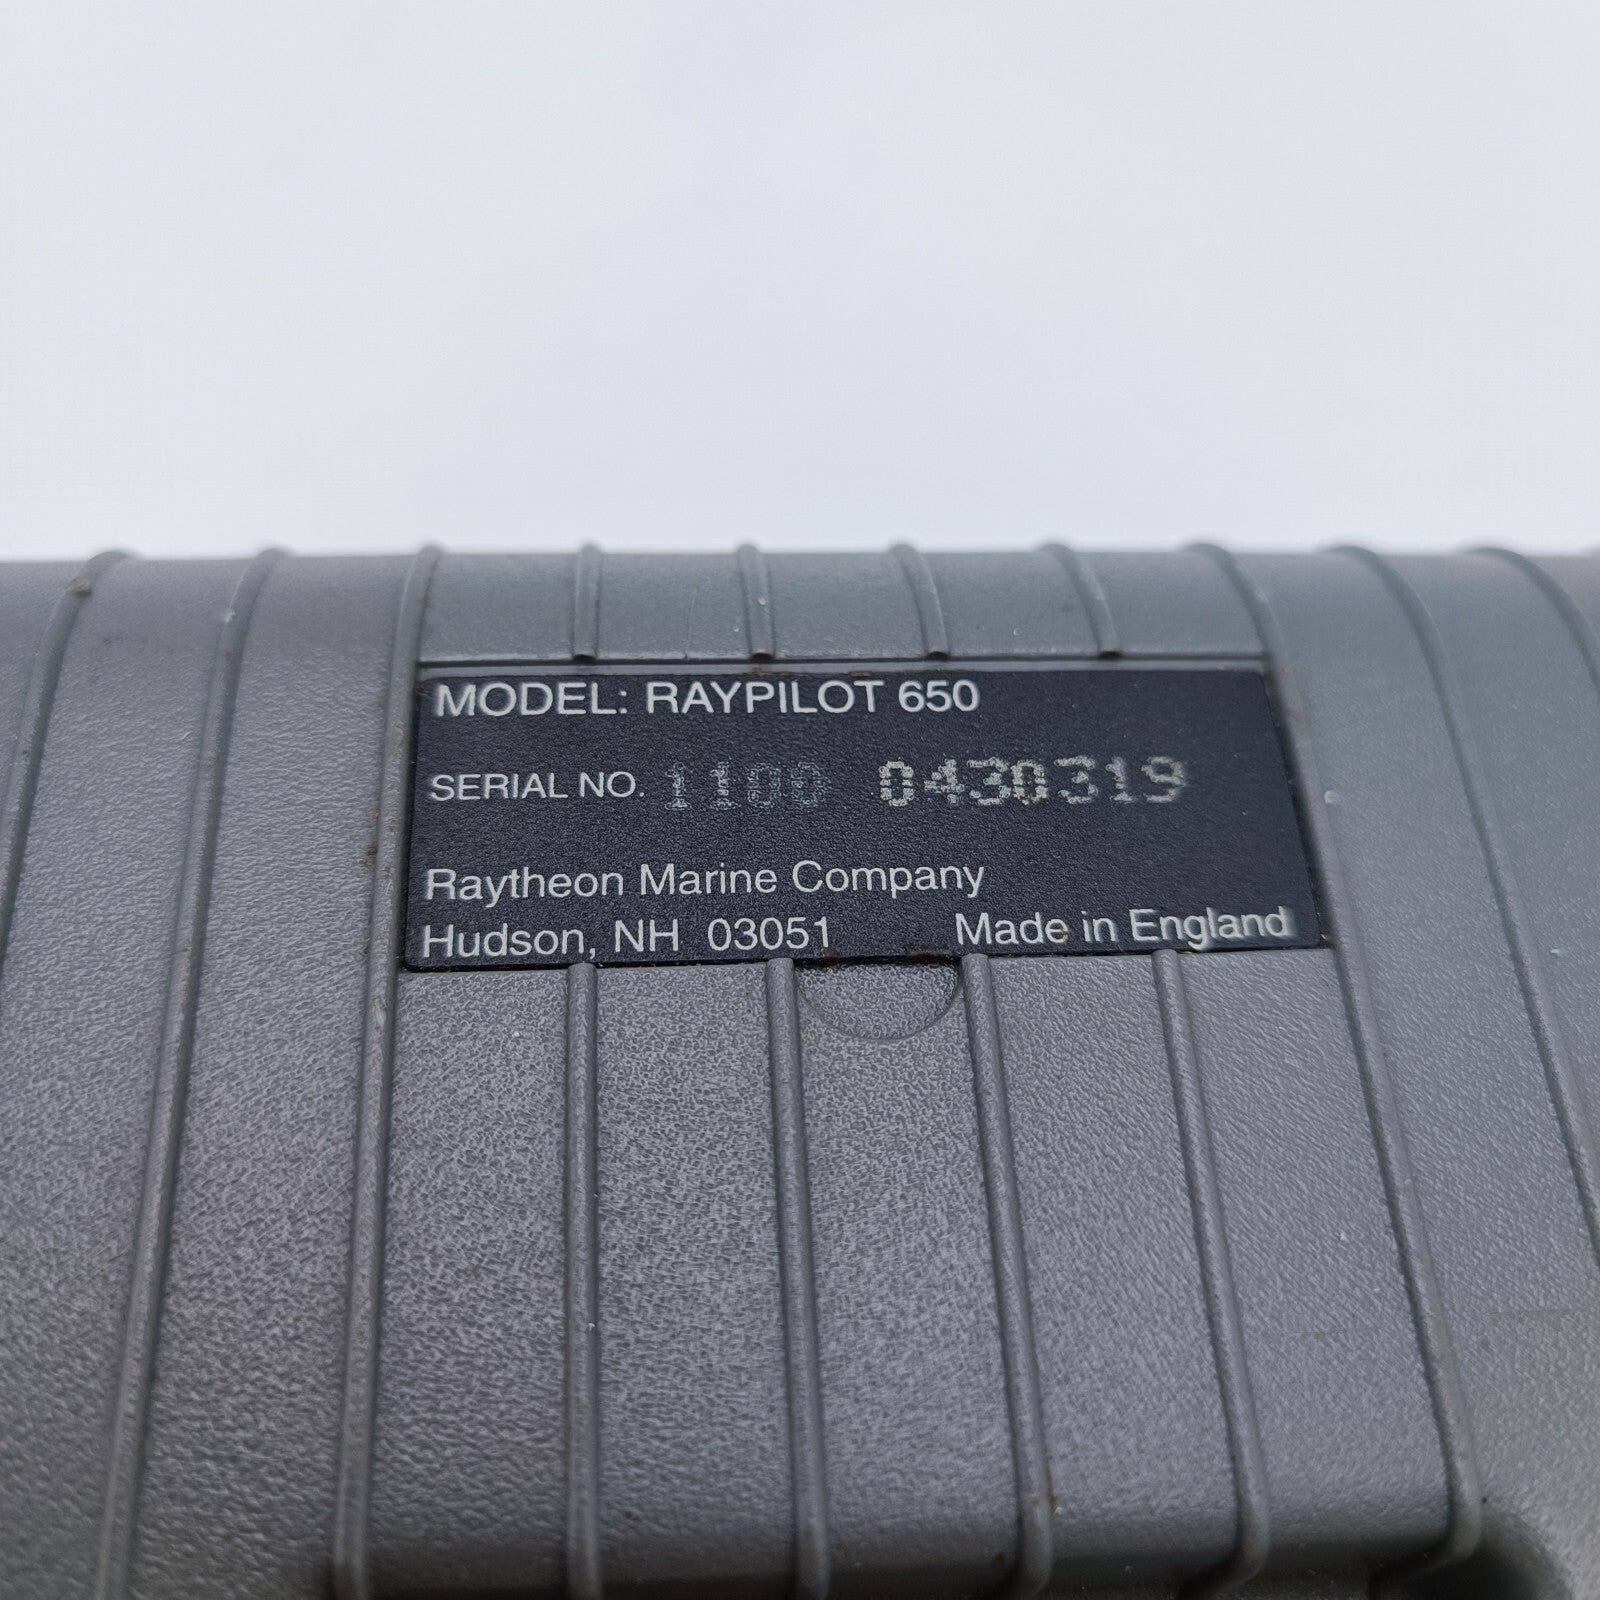 MODEL: RAYPILOT 650
SERIAL NO. 1100 0430319
Raytheon Marine Company
Hudson, NH 03051 Made in England